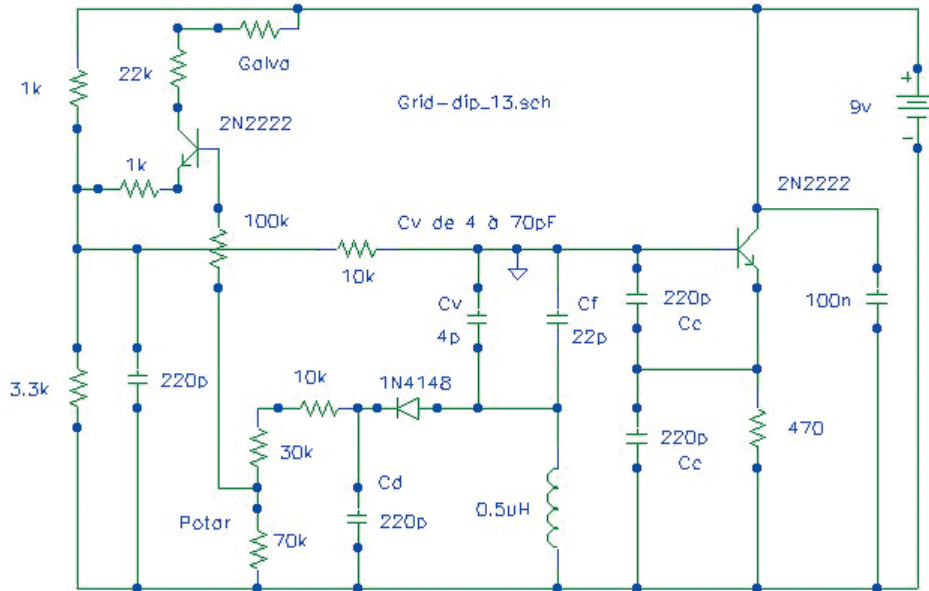 Galva
22k
1k
Grid-dip_13.sch
+
9v
-
2N2222
1k
2N2222
100k
Cv de 4 à 70pF
10k
220p
Cc
100n
Cv
4p
Cf
22p
3.3k
220p
10k
1N4148
30k
220p
Cc
470
Cd
220p
0.5uH
Potar
70k